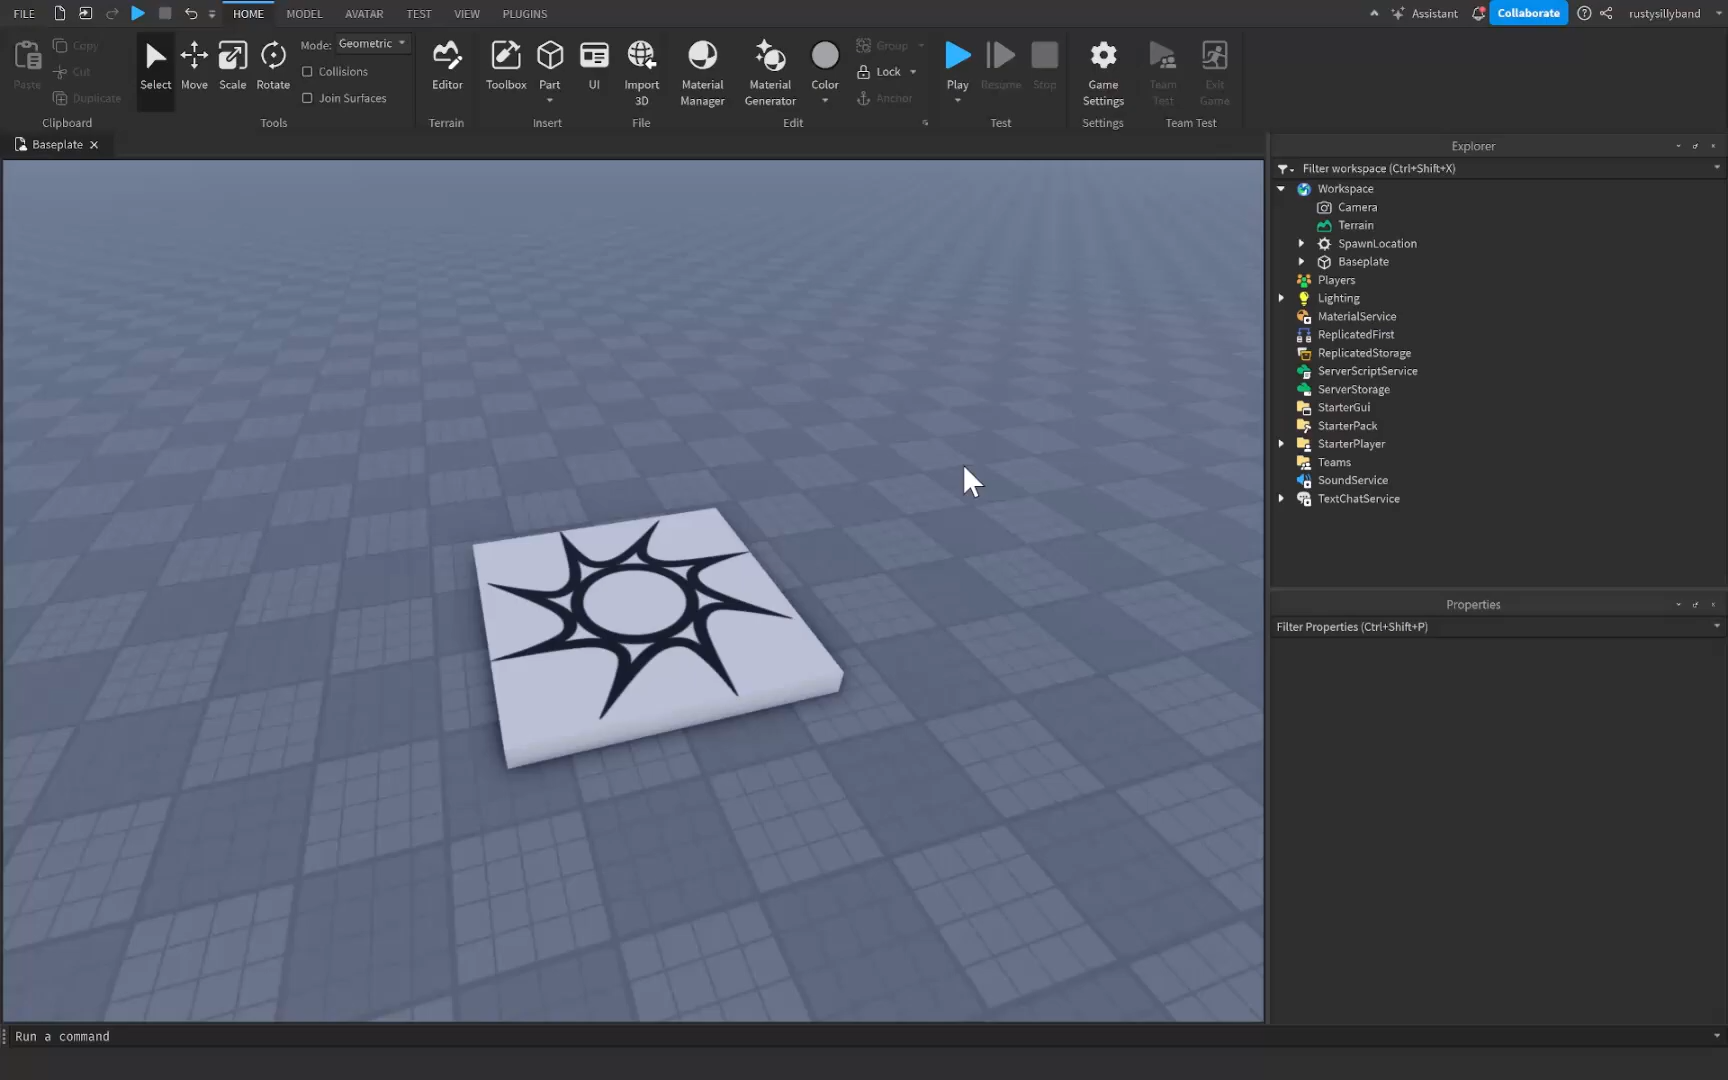 FILE HOME MODEL AVATAR TEST VIEW PLUGINS Assistant Collaborate rustysillyband
Paste Copy Cut Duplicate Clipboard
Select Move Scale Rotate Mode: Geometric Collisions Join Surfaces Tools
Editor Terrain
Toolbox Part UI Insert
Import 3D File
Material Manager Material Generator Color Group Lock Anchor Edit
Play Resume Stop Test
Game Settings Settings
Team Test Exit Game Team Test
Baseplate
Explorer
Filter workspace (Ctrl+Shift+X)
Workspace
Camera
Terrain
SpawnLocation
Baseplate
Players
Lighting
MaterialService
ReplicatedFirst
ReplicatedStorage
ServerScriptService
ServerStorage
StarterGui
StarterPack
StarterPlayer
Teams
SoundService
TextChatService
Properties
Filter Properties (Ctrl+Shift+P)
Run a command